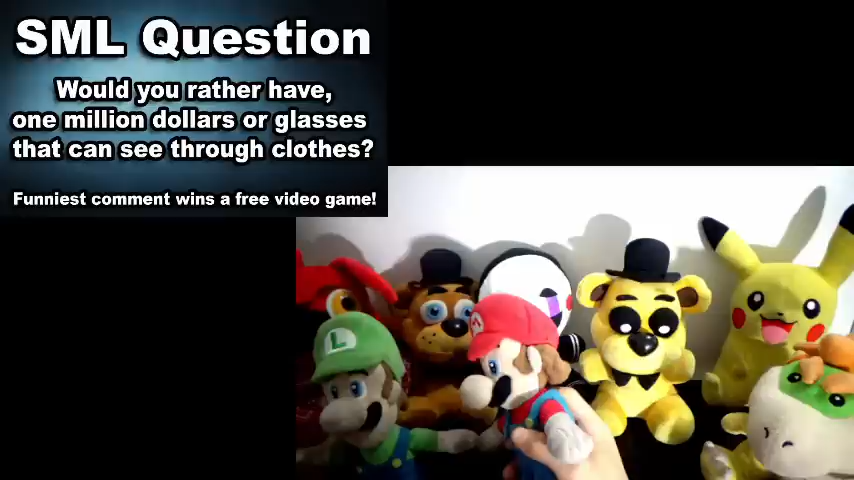 SML Question
Would you rather have,
one million dollars or glasses
that can see through clothes?
Funniest comment wins a free video game!
L
M